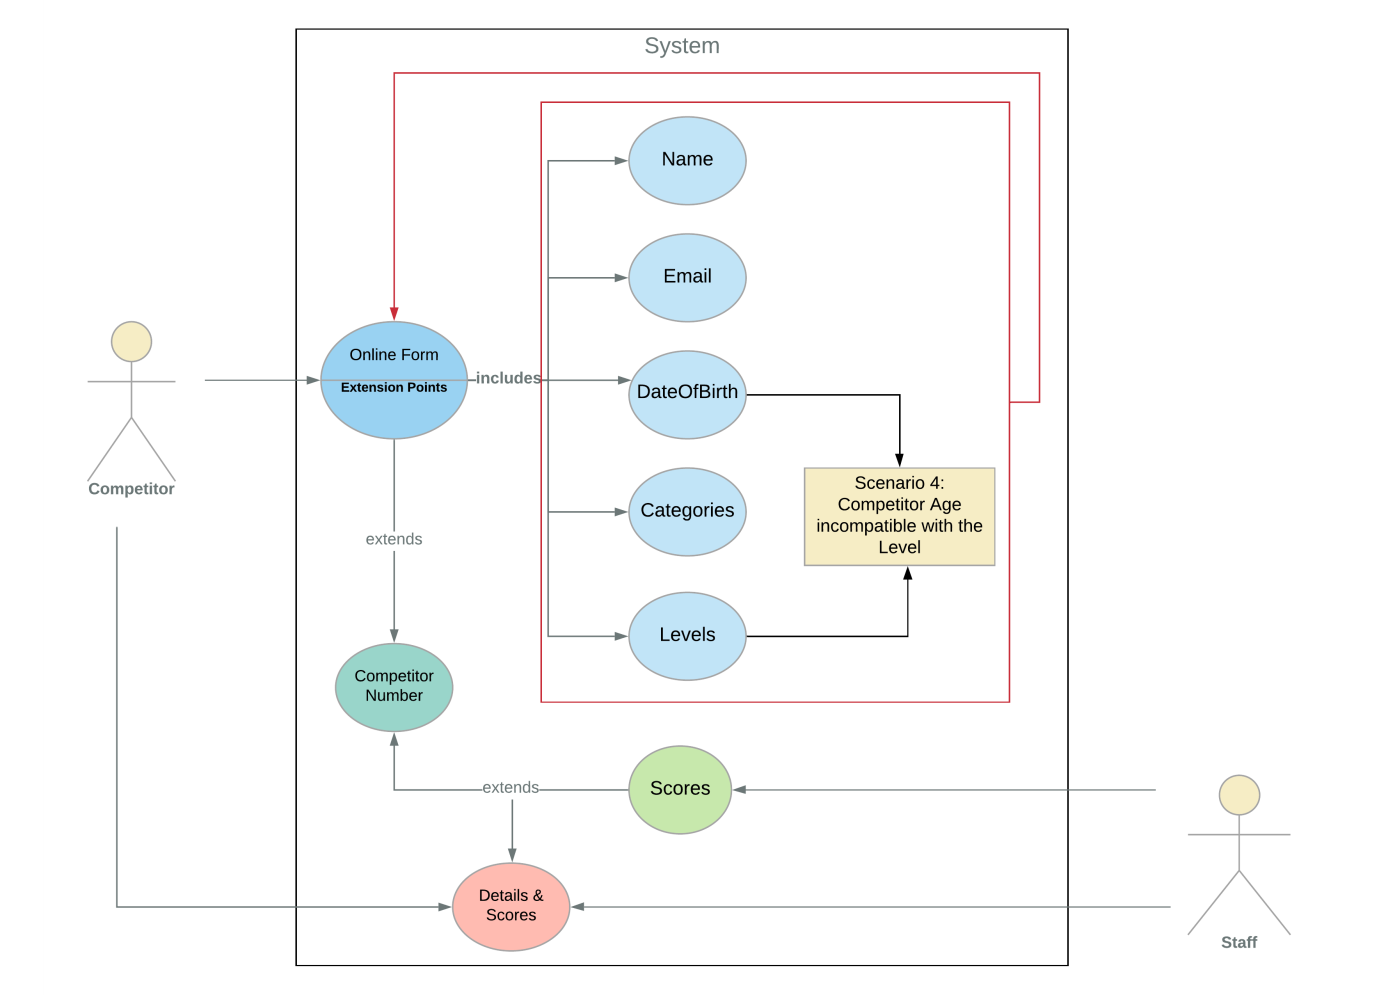 System
Name
Email
Online Form
Extension Points
includes
DateOfBirth
Scenario 4:
Competitor Age
incompatible with the
Level
Competitor
Categories
extends
Levels
Competitor
Number
extends
Scores
Details &
Scores
Staff